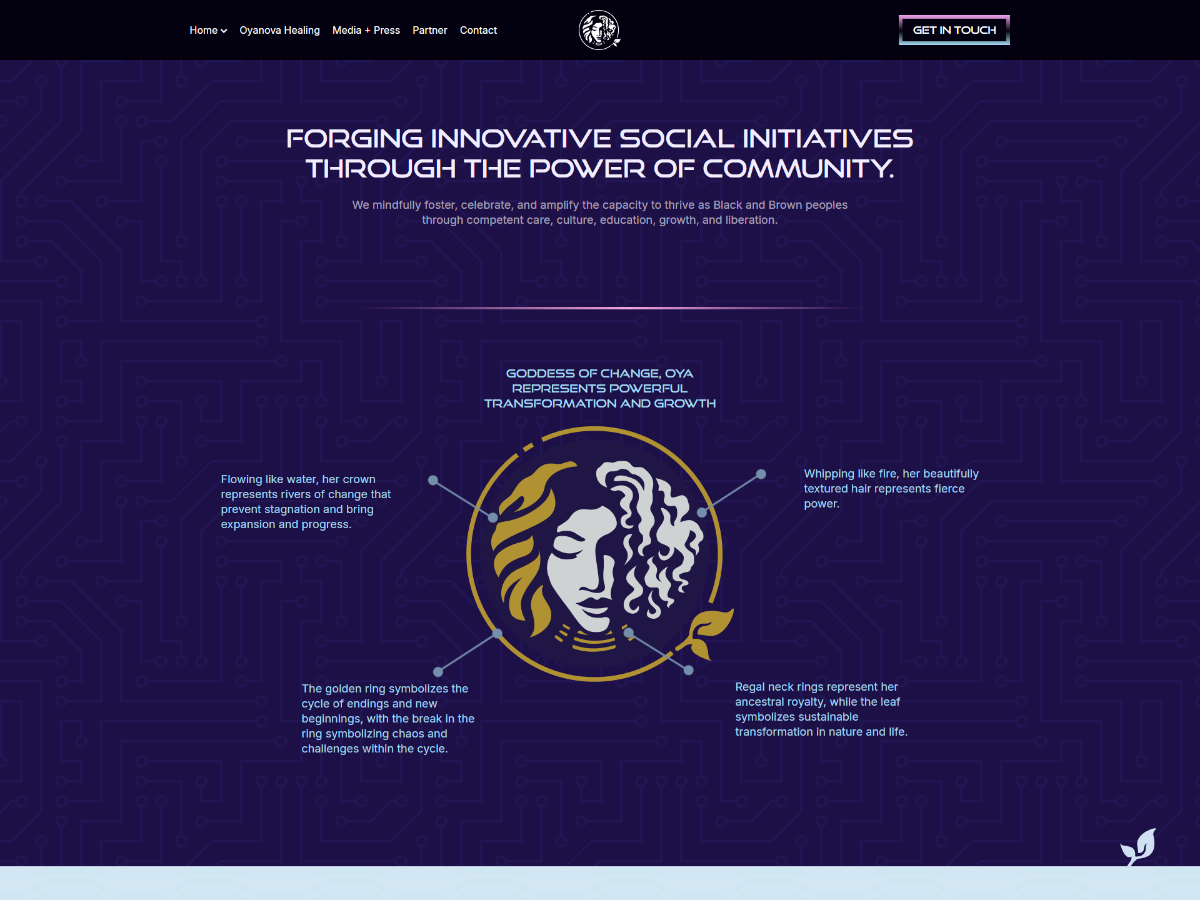 Home
Oyanova Healing
Media + Press
Partner
Contact
GET IN TOUCH
FORGING INNOVATIVE SOCIAL INITIATIVES
THROUGH THE POWER OF COMMUNITY.
We mindfully foster, celebrate, and amplify the capacity to thrive as Black and Brown peoples
through competent care, culture, education, growth, and liberation.
GODDESS OF CHANGE, OYA
REPRESENTS POWERFUL
TRANSFORMATION AND GROWTH
Flowing like water, her crown
represents rivers of change that
prevent stagnation and bring
expansion and progress.
Whipping like fire, her beautifully
textured hair represents fierce
power.
The golden ring symbolizes the
cycle of endings and new
beginnings, with the break in the
ring symbolizing chaos and
challenges within the cycle.
Regal neck rings represent her
ancestral royalty, while the leaf
symbolizes sustainable
transformation in nature and life.